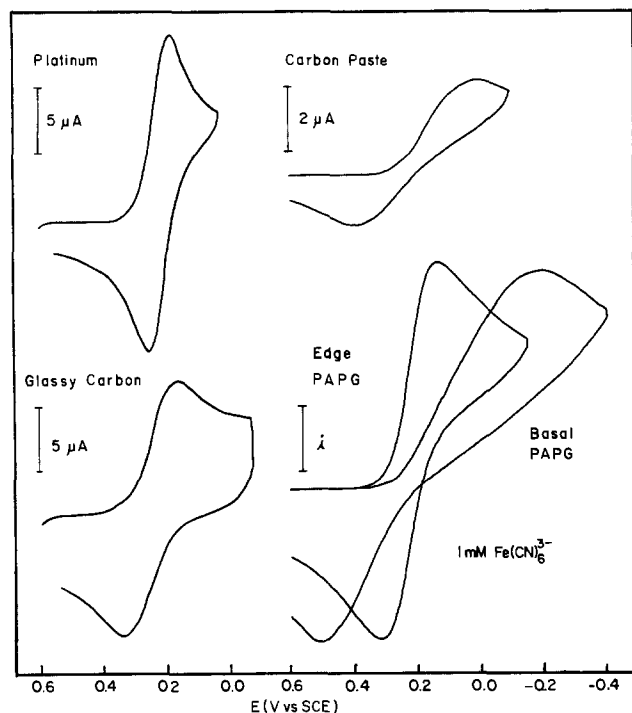 Platinum
5 μA
Carbon Paste
2 μA
Glassy Carbon
5 μA
Edge
PAPG
i
Basal
PAPG
1mM Fe(CN)₆³⁻
0.6 0.4 0.2 0.0 0.6 0.4 0.2 0.0 -0.2 -0.4
E(V vs SCE)